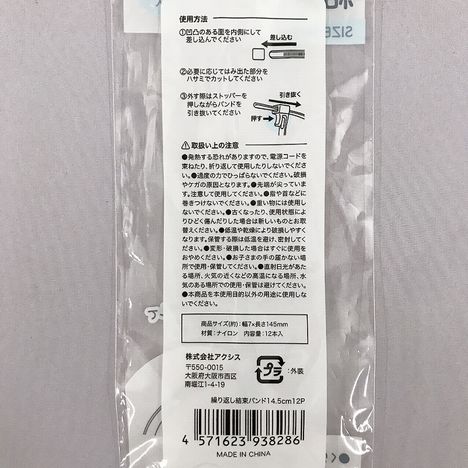 SIZE
使用方法
①凹凸のある面を内側にして
差し込んでください
差し込む
②必要に応じてはみ出た部分を
ハサミでカットしてください
③外す際はストッパーを
押しながらバンドを
引き抜いてください
引き抜く
押す
⚠取扱い上の注意
●発熱する恐れがありますので、電源コードを
束ねたり、折り返して使用したりしないでくだ
さい。●過度の力でひっぱらないでください。破損
やケガの原因となります。●先端が尖っていま
す。注意して使用してください。●指や首などに
巻きつけないでください。●重い物には使用し
ないでください。●古くなったり、使用状態によ
りひどく傷んだりした場合は新しいものとお取
替えください。●低温や乾燥により破損しやすく
なります。保管する際は低温を避け、密封してく
ださい。●変形・破損した場合はすぐに使用を
おやめください。●お子さまの手の届かない場
所で使用・保管してください。●直射日光があた
る場所、火気の近くなどの高温になる場所、水
気のある場所での使用・保管は避けてください。
●本商品を本使用目的以外の用途に使用しな
いでください。
商品サイズ(約):幅7×長さ145mm
材質:ナイロン 内容量:12本入
株式会社アクシス
〒550-0015
大阪府大阪市西区
南堀江1-4-19
プラ
:外装
繰り返し結束バンド14.5cm12P
4 571623 938286
MADE IN CHINA